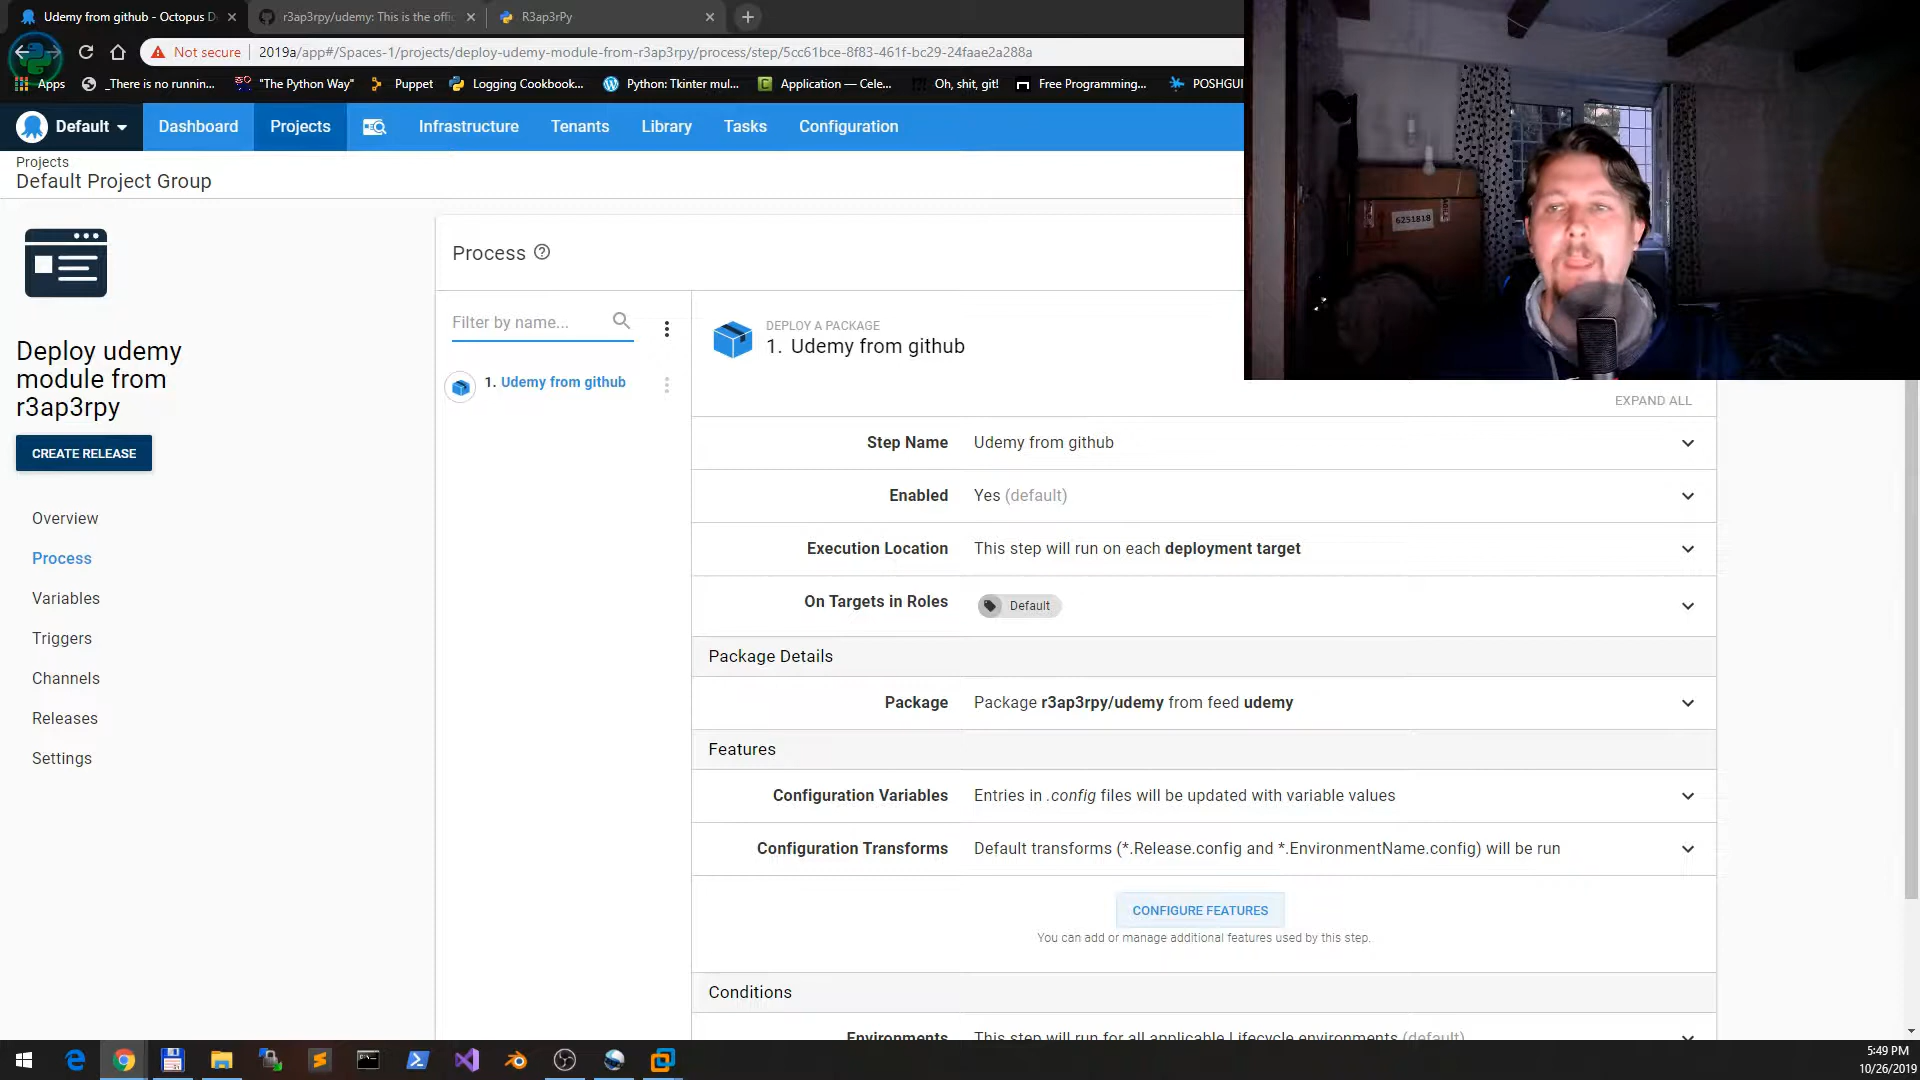 Udemy from github - Octopus D
r3ap3rpy/udemy: This is the offic
R3ap3rPy
Not secure
2019a/app#/Spaces-1/projects/deploy-udemy-module-from-r3ap3rpy/process/step/5cc61bce-8f83-461f-bc29-24faae2a288a
Apps
_There is no runnin...
"The Python Way"
Puppet
Logging Cookbook...
Python: Tkinter mul...
Application — Cele...
Oh, shit, git!
Free Programming...
POSHGUI
Default
Dashboard
Projects
Infrastructure
Tenants
Library
Tasks
Configuration
Projects
Default Project Group
6251818
Process
Filter by name...
DEPLOY A PACKAGE
1. Udemy from github
Deploy udemy
module from
r3ap3rpy
1. Udemy from github
EXPAND ALL
CREATE RELEASE
Step Name
Udemy from github
Enabled
Yes (default)
Overview
Process
Variables
Triggers
Channels
Releases
Settings
Execution Location
This step will run on each deployment target
On Targets in Roles
Default
Package Details
Package
Package r3ap3rpy/udemy from feed udemy
Features
Configuration Variables
Entries in .config files will be updated with variable values
Configuration Transforms
Default transforms (*.Release.config and *.EnvironmentName.config) will be run
CONFIGURE FEATURES
You can add or manage additional features used by this step.
Conditions
Environments
This step will run for all applicable Lifecycle environments (default)
5:49 PM
10/26/2019